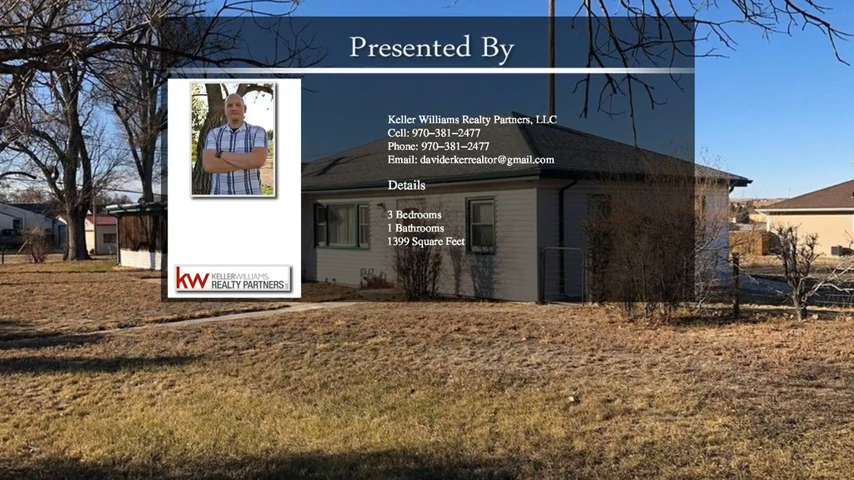 Presented By
Keller Williams Realty Partners, LLC
Cell: 970-381-2477
Phone: 970-381-2477
Email: daviderkerrealtor@gmail.com
Details
3 Bedrooms
1 Bathrooms
1399 Square Feet
kw KELLERWILLIAMS.
REALTY PARTNERS